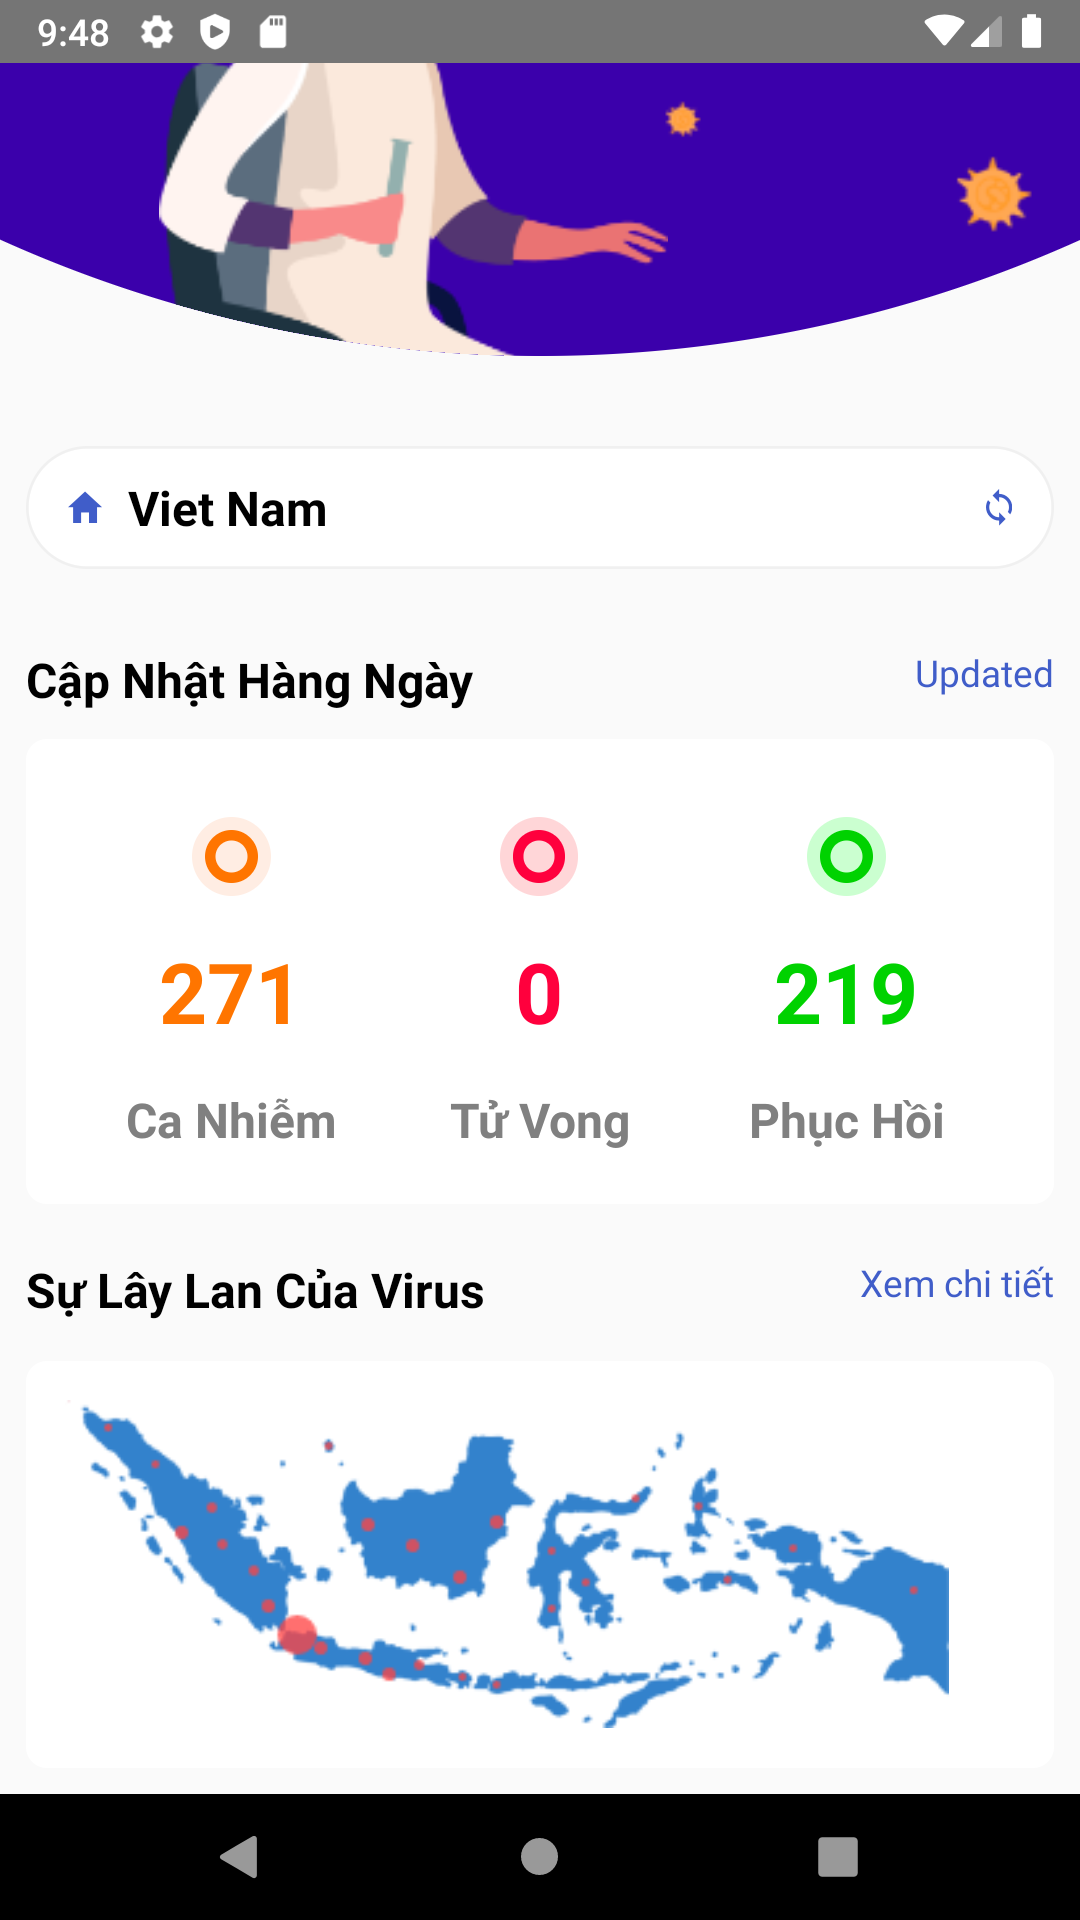 9:48
Viet Nam
Cập Nhật Hàng Ngày
Updated
271
0
219
Ca Nhiễm
Tử Vong
Phục Hồi
Sự Lây Lan Của Virus
Xem chi tiết